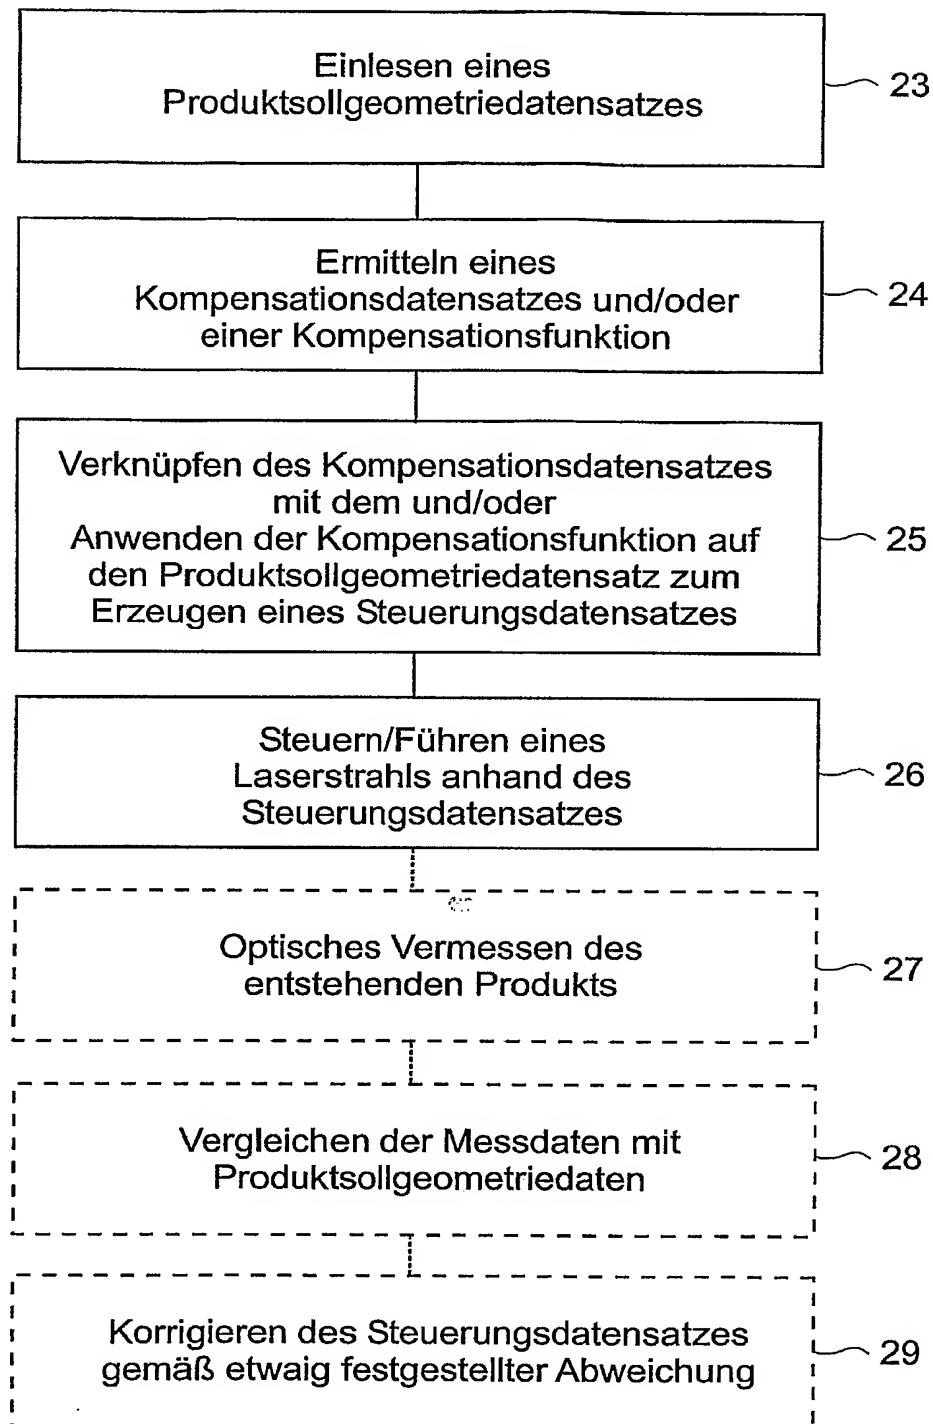 Einlesen eines
Produktsollgeometriedatensatzes
23
Ermitteln eines
Kompensationsdatensatzes und/oder
einer Kompensationsfunktion
24
Verknüpfen des Kompensationsdatensatzes
mit dem und/oder
Anwenden der Kompensationsfunktion auf
den Produktsollgeometriedatensatz zum
Erzeugen eines Steuerungsdatensatzes
25
Steuern/Führen eines
Laserstrahls anhand des
Steuerungsdatensatzes
26
Optisches Vermessen des
entstehenden Produkts
27
Vergleichen der Messdaten mit
Produktsollgeometriedaten
28
Korrigieren des Steuerungsdatensatzes
gemäß etwaig festgestellter Abweichung
29